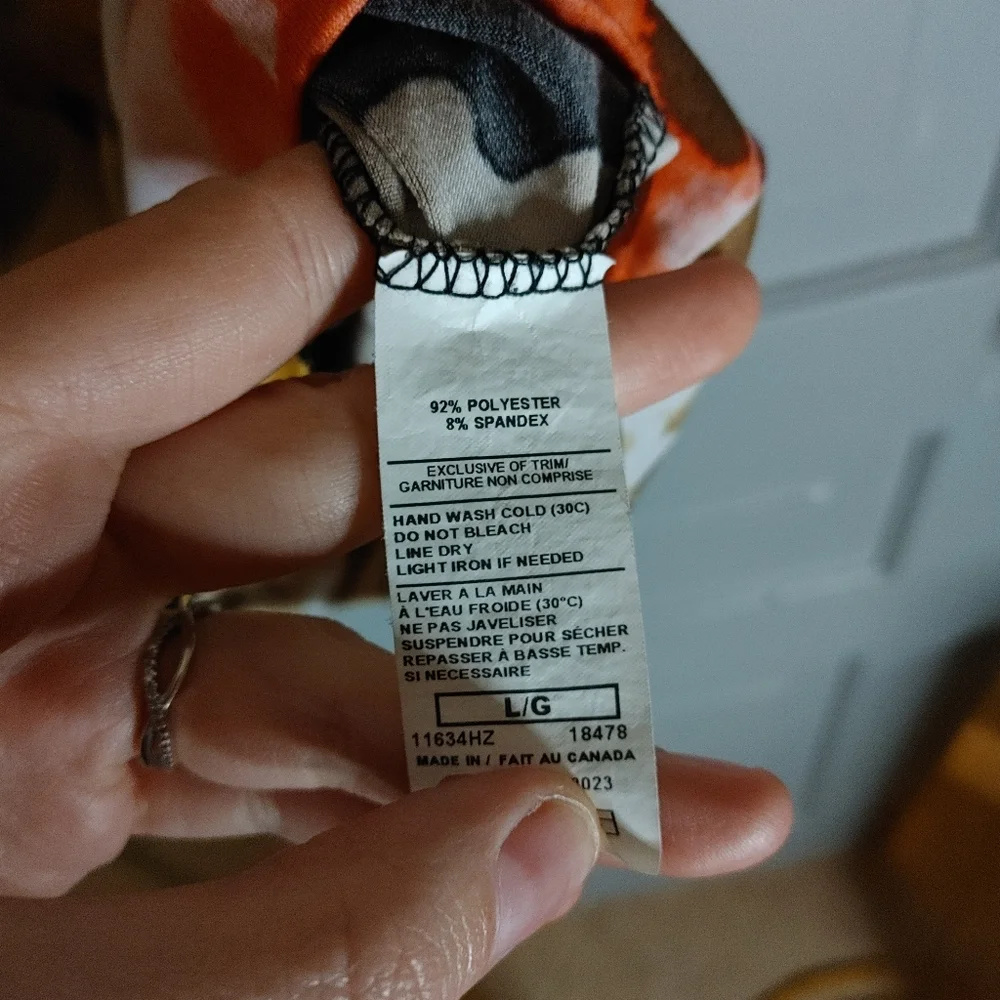 92% POLYESTER
8% SPANDEX
EXCLUSIVE OF TRIM/
GARNITURE NON COMPRISE
HAND WASH COLD (30C)
DO NOT BLEACH
LINE DRY
LIGHT IRON IF NEEDED
LAVER A LA MAIN
À L'EAU FROIDE (30°C)
NE PAS JAVELISER
SUSPENDRE POUR SÉCHER
REPASSER À BASSE TEMP.
SI NECESSAIRE
L/G
11634HZ 18478
MADE IN / FAIT AU CANADA